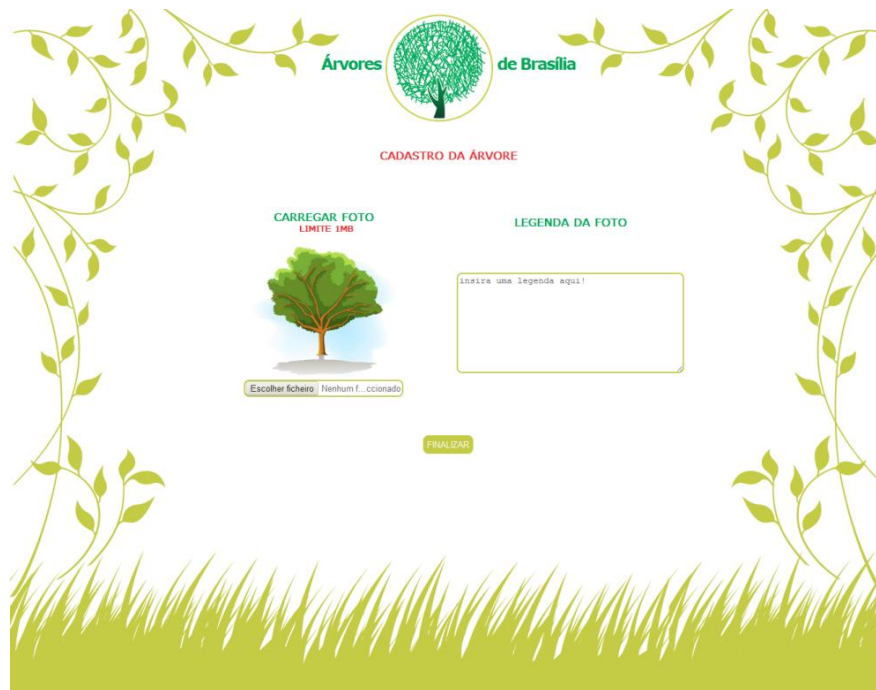 Árvores de Brasília
CADASTRO DA ÁRVORE
CARREGAR FOTO
LIMITE 1MB
LEGENDA DA FOTO
insira uma legenda aqui!
Escolher ficheiro Nenhum f...ccionado
FINALIZAR